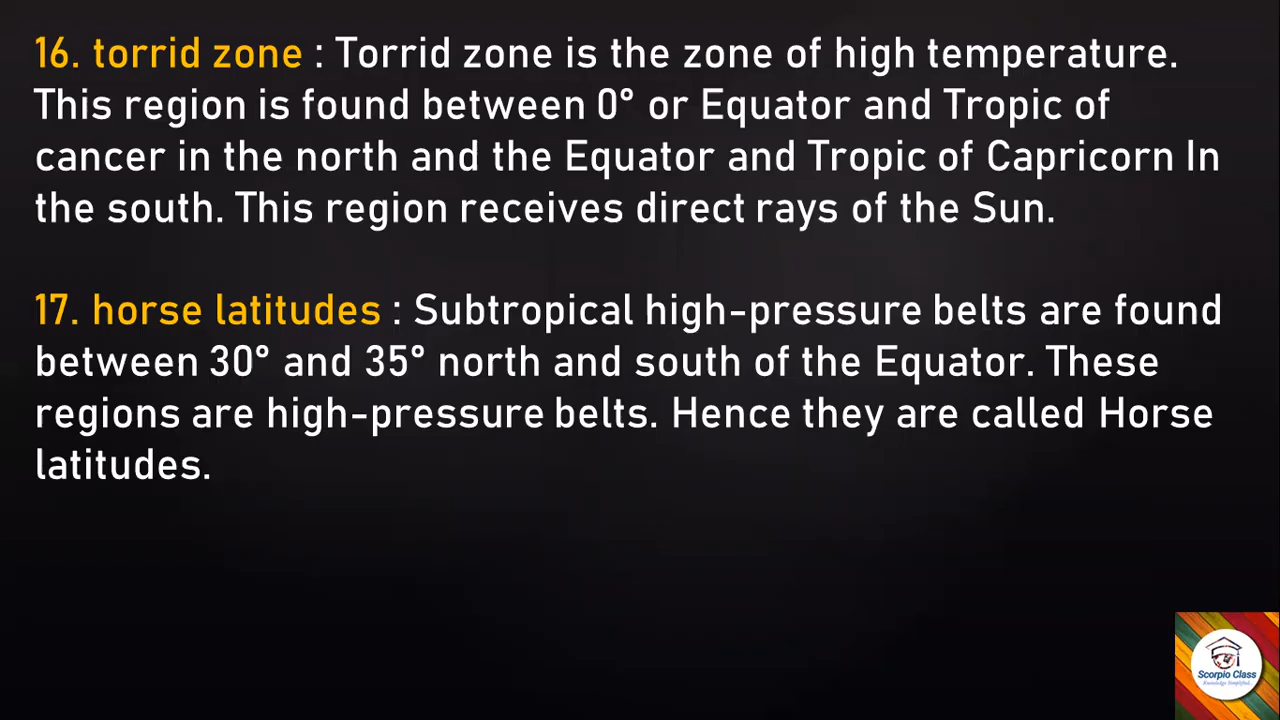 16. torrid zone : Torrid zone is the zone of high temperature.
This region is found between 0° or Equator and Tropic of
cancer in the north and the Equator and Tropic of Capricorn In
the south. This region receives direct rays of the Sun.
17. horse latitudes : Subtropical high-pressure belts are found
between 30° and 35° north and south of the Equator. These
regions are high-pressure belts. Hence they are called Horse
latitudes.
Scorpio Class
Knowledge Simplified